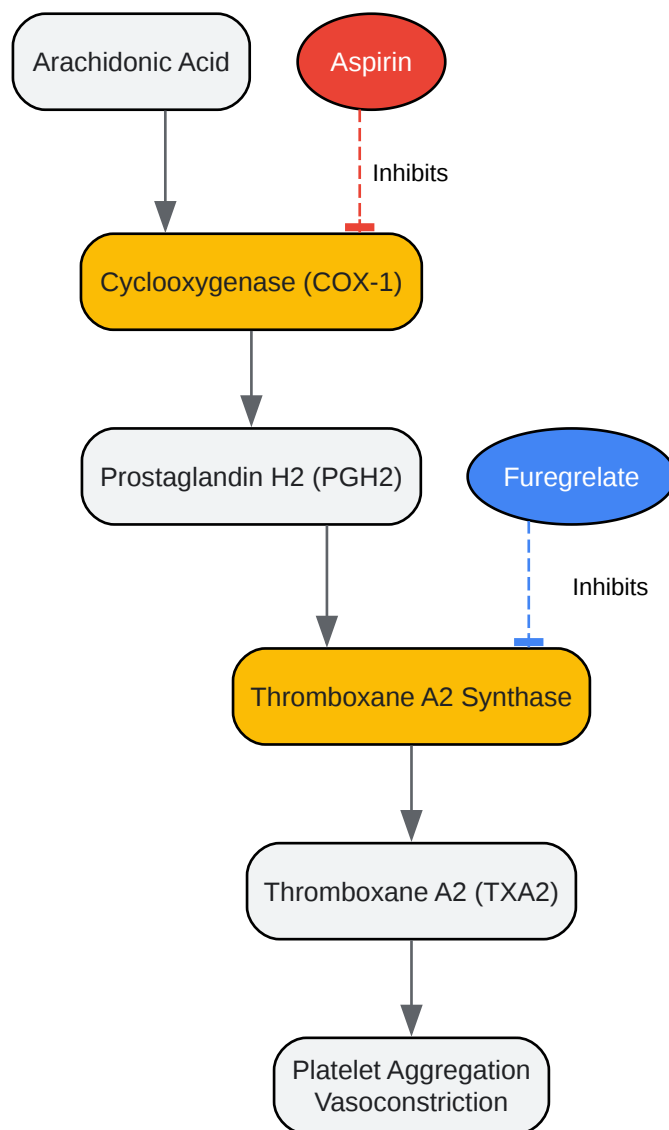 Arachidonic Acid
Aspirin
Inhibits
Cyclooxygenase (COX-1)
Prostaglandin H2 (PGH2)
Furegrelate
Inhibits
Thromboxane A2 Synthase
Thromboxane A2 (TXA2)
Platelet Aggregation
Vasoconstriction